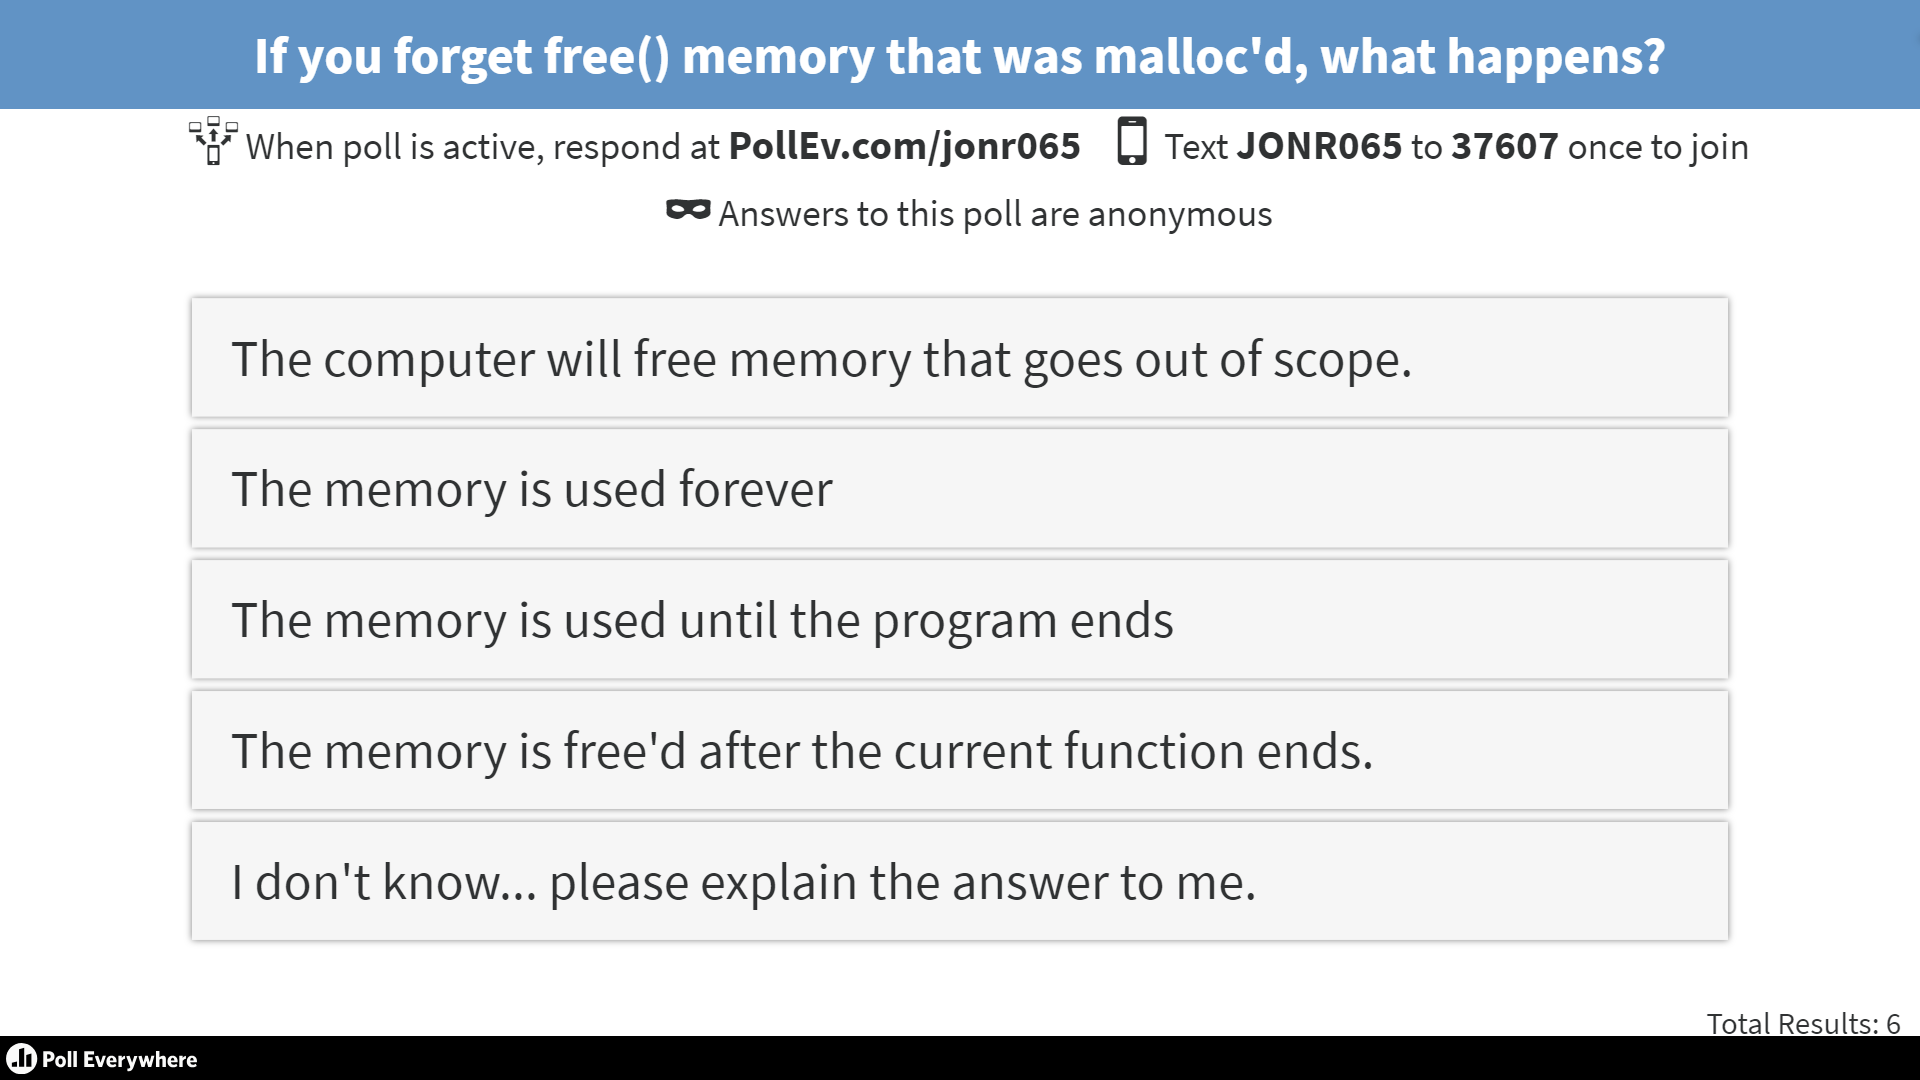 If you forget free() memory that was malloc'd, what happens?
When poll is active, respond at PollEv.com/jonr065 Text JONR065 to 37607 once to join
Answers to this poll are anonymous
The computer will free memory that goes out of scope.
The memory is used forever
The memory is used until the program ends
The memory is free'd after the current function ends.
I don't know... please explain the answer to me.
Total Results: 6
Poll Everywhere